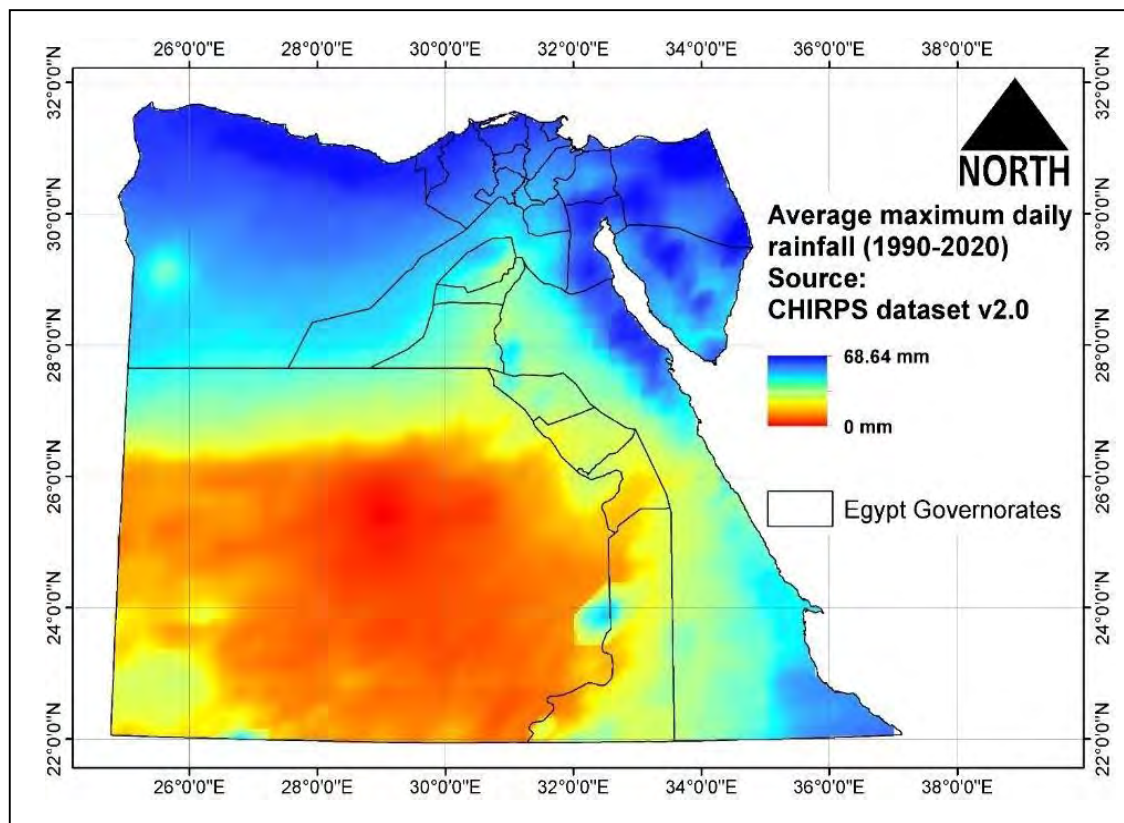 26°0'0"E 28°0'0"E 30°0'0"E 32°0'0"E 34°0'0"E 36°0'0"E 38°0'0"E
32°0'0"N
32°0'0"N
NORTH
30°0'0"N
30°0'0"N
Average maximum daily
rainfall (1990-2020)
Source:
CHIRPS dataset v2.0
28°0'0"N
28°0'0"N
68.64 mm
0 mm
26°0'0"N
26°0'0"N
Egypt Governorates
24°0'0"N
24°0'0"N
22°0'0"N
22°0'0"N
26°0'0"E 28°0'0"E 30°0'0"E 32°0'0"E 34°0'0"E 36°0'0"E 38°0'0"E